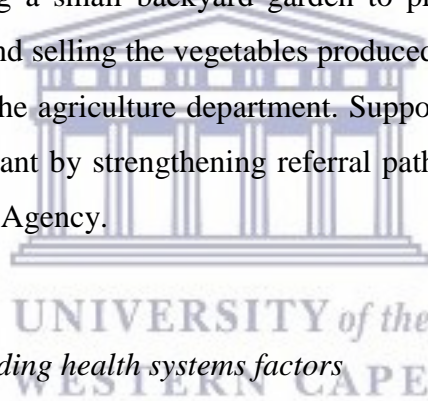 g a small backyard garden to p
nd selling the vegetables produced
he agriculture department. Suppo
ant by strengthening referral path
Agency.
UNIVERSITY of the
ding health systems factors
WESTERN CAPE